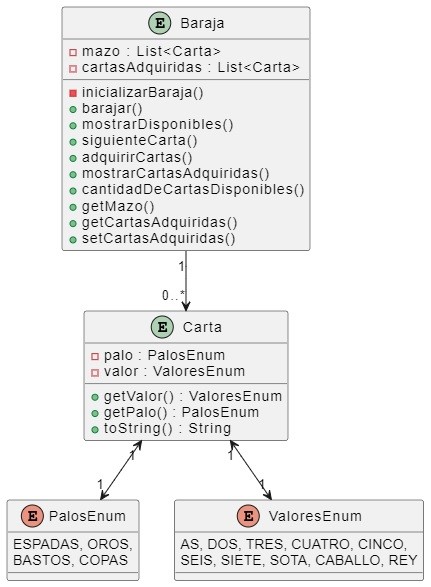 E Baraja
mazo : List<Carta>
cartasAdquiridas : List<Carta>
inicializarBaraja()
barajar()
mostrarDisponibles()
siguienteCarta()
adquirirCartas()
mostrarCartasAdquiridas()
cantidadDeCartasDisponibles()
getMazo()
getCartasAdquiridas()
setCartasAdquiridas()
1
0..*
E Carta
palo : PalosEnum
valor : ValoresEnum
getValor() : ValoresEnum
getPalo() : PalosEnum
toString() : String
1 1
1 1
E PalosEnum
ESPADAS, OROS,
BASTOS, COPAS
E ValoresEnum
AS, DOS, TRES, CUATRO, CINCO,
SEIS, SIETE, SOTA, CABALLO, REY